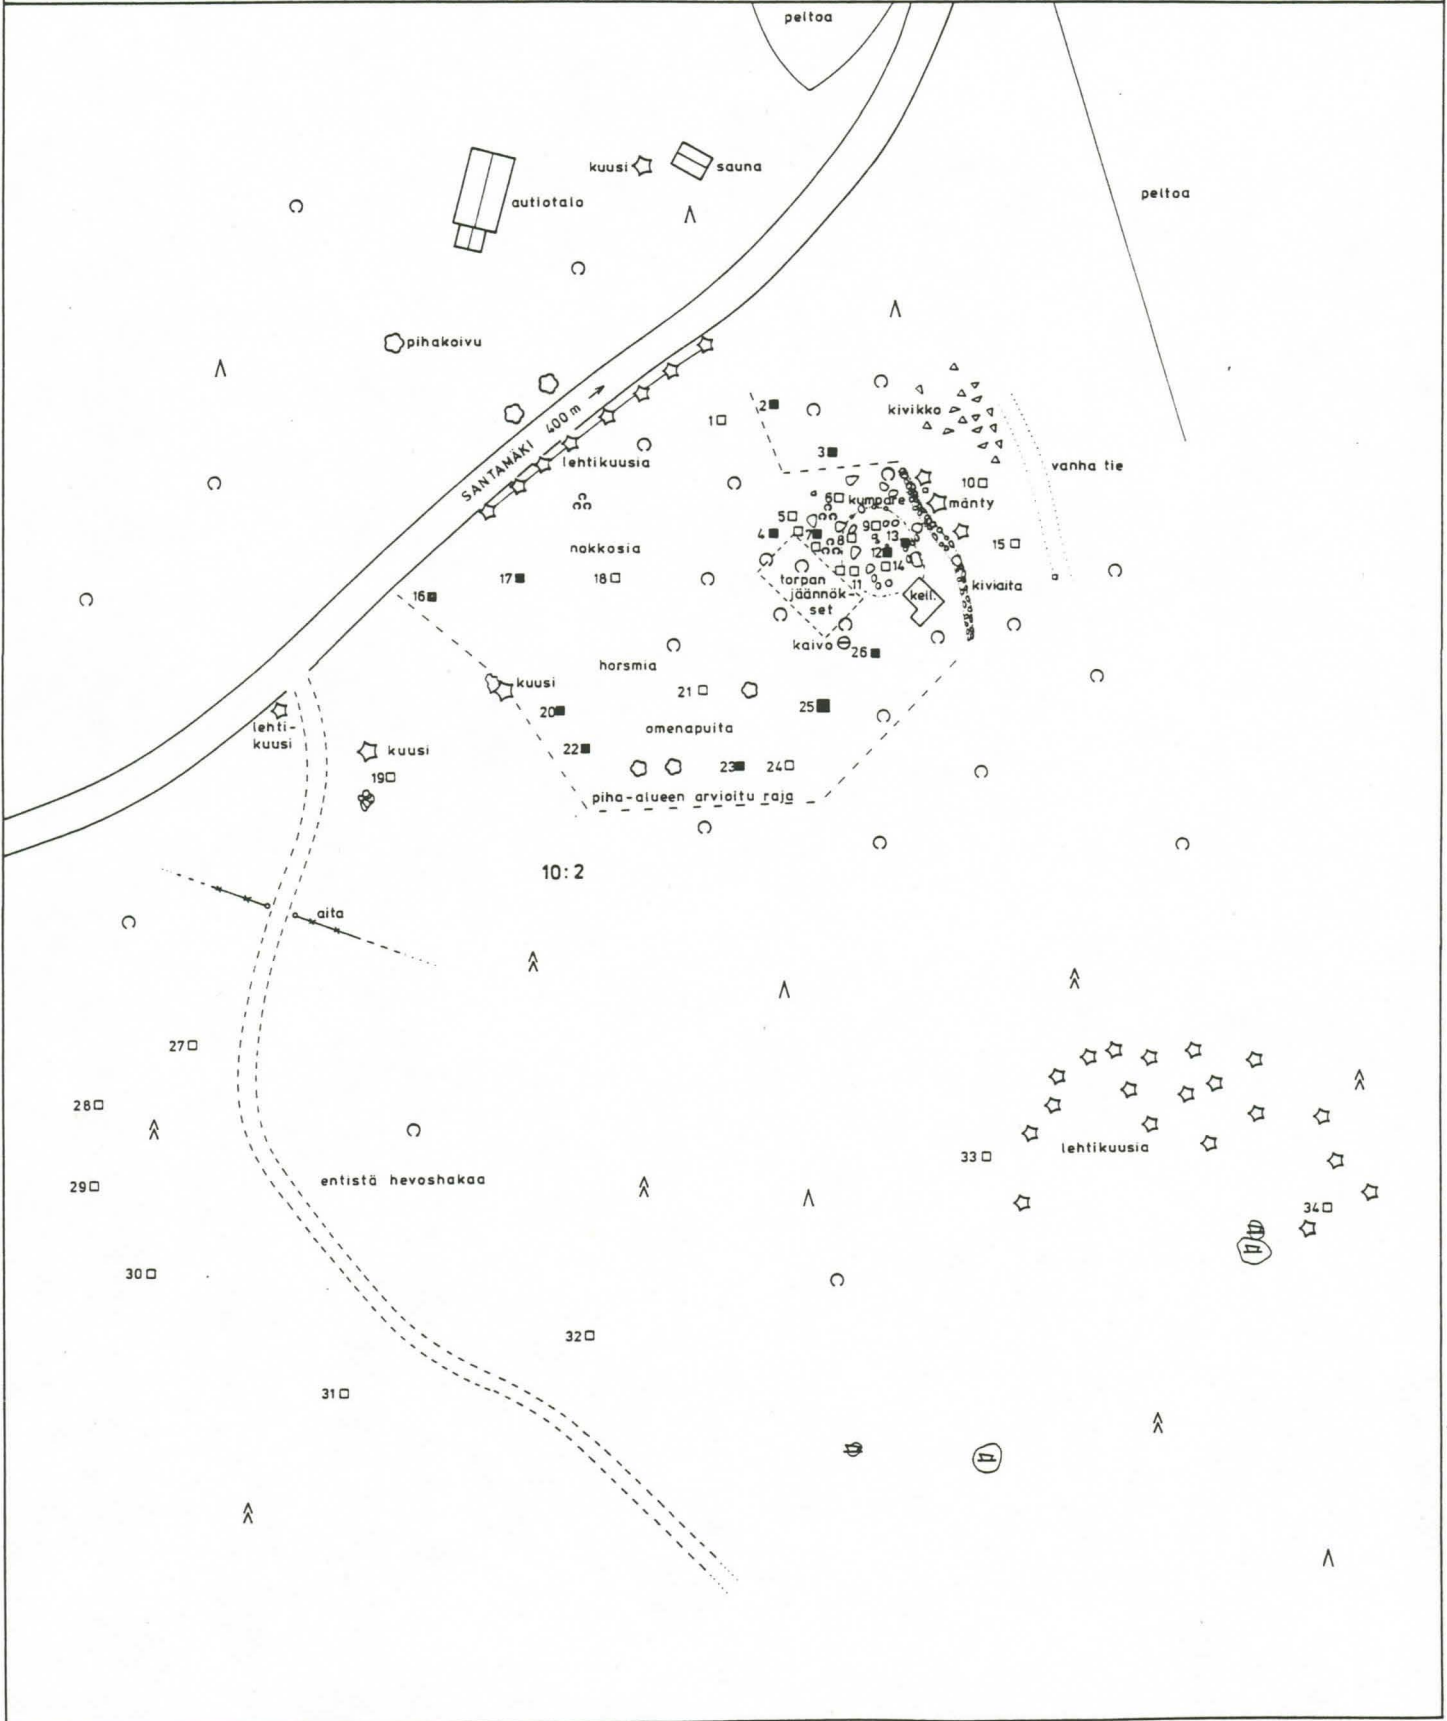 peltoa
kuusi
sauna
autiotalo
peltoa
pihakoivu
SANTAMÄKI 400 m
lehtikuusia
1
2
3
kivikko
vanha tie
10
mänty
6
kumpare
5
9
4
7
8
13
12
15
nokkosia
14
11
torpan
jäännök-
set
keil.
kiviaita
16
17
18
kaivo
26
horsmia
kuusi
21
20
25
lehti-
kuusi
kuusi
omenapuita
22
19
23
24
piha-alueen arvioitu raja
10:2
aita
27
28
29
entistä hevoshakaa
33
lehtikuusia
34
30
32
31